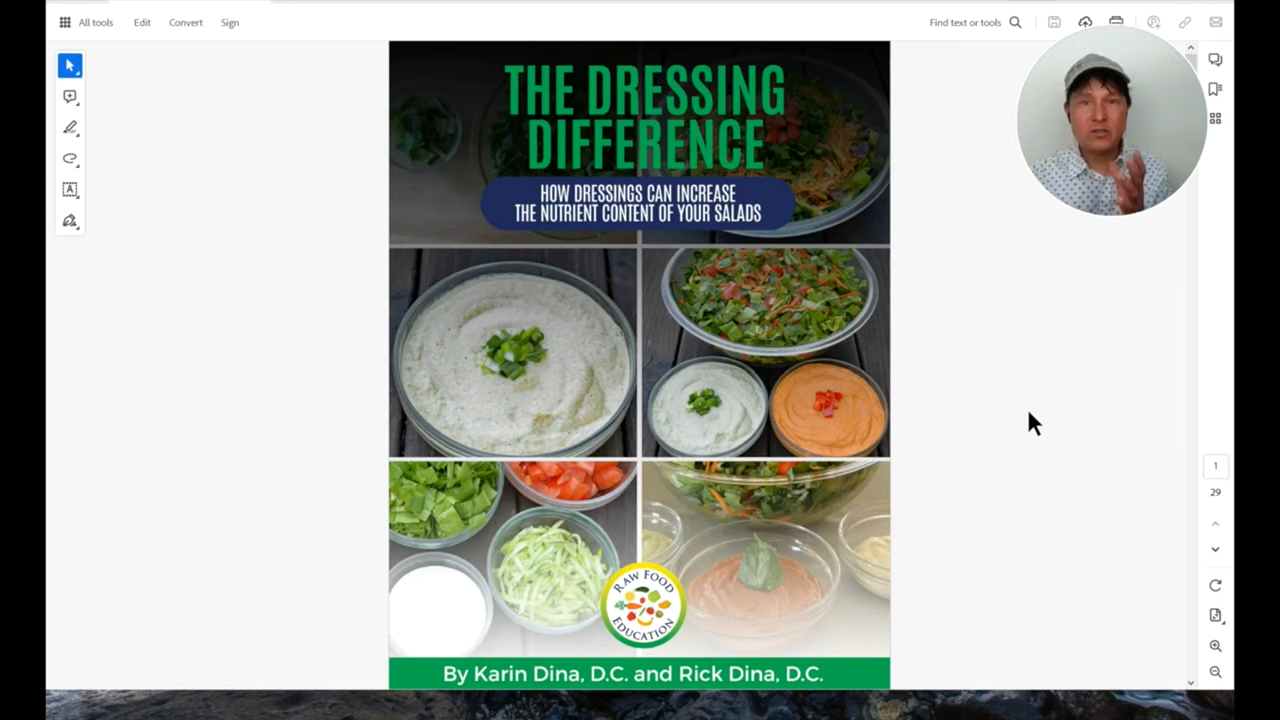 All tools
Edit
Convert
Sign
Find text or tools
THE DRESSING
DIFFERENCE
HOW DRESSINGS CAN INCREASE
THE NUTRIENT CONTENT OF YOUR SALADS
RAW FOOD
EDUCATION
By Karin Dina, D.C. and Rick Dina, D.C.
1
29